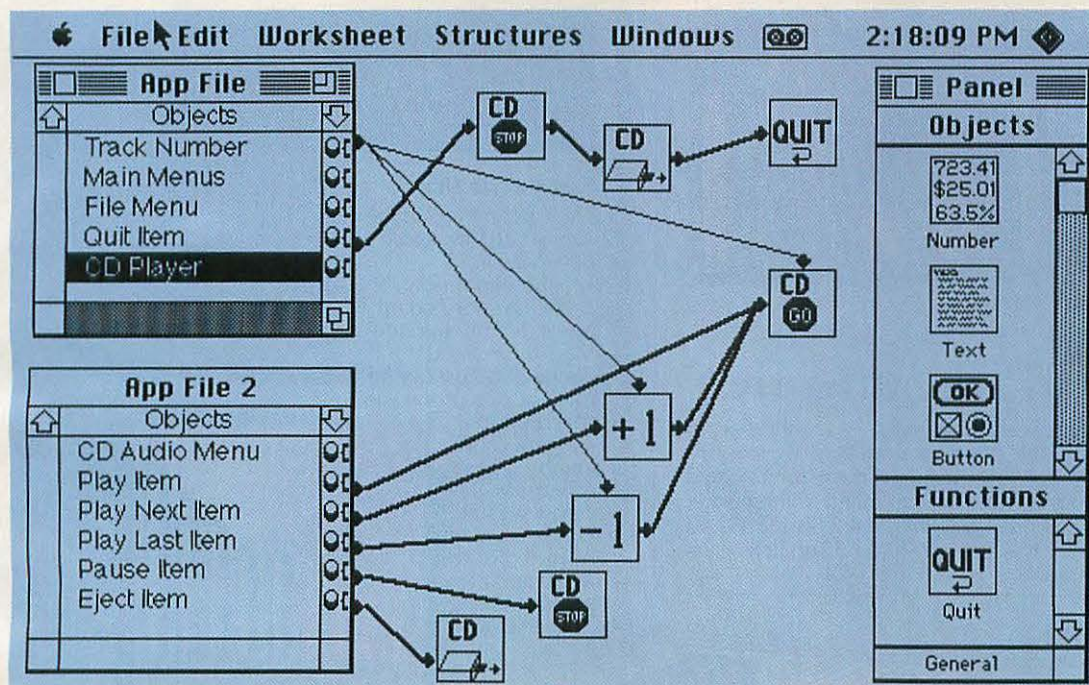 File Edit Worksheet Structures Windows 2:18:09 PM
App File
Objects
Track Number
Main Menus
File Menu
Quit Item
CD Player
App File 2
Objects
CD Audio Menu
Play Item
Play Next Item
Play Last Item
Pause Item
Eject Item
CD
STOP
CD
QUIT
CD
GO
+1
-1
CD
STOP
CD
Panel
Objects
723.41
$25.01
63.5%
Number
Text
OK
Button
Functions
QUIT
Quit
General